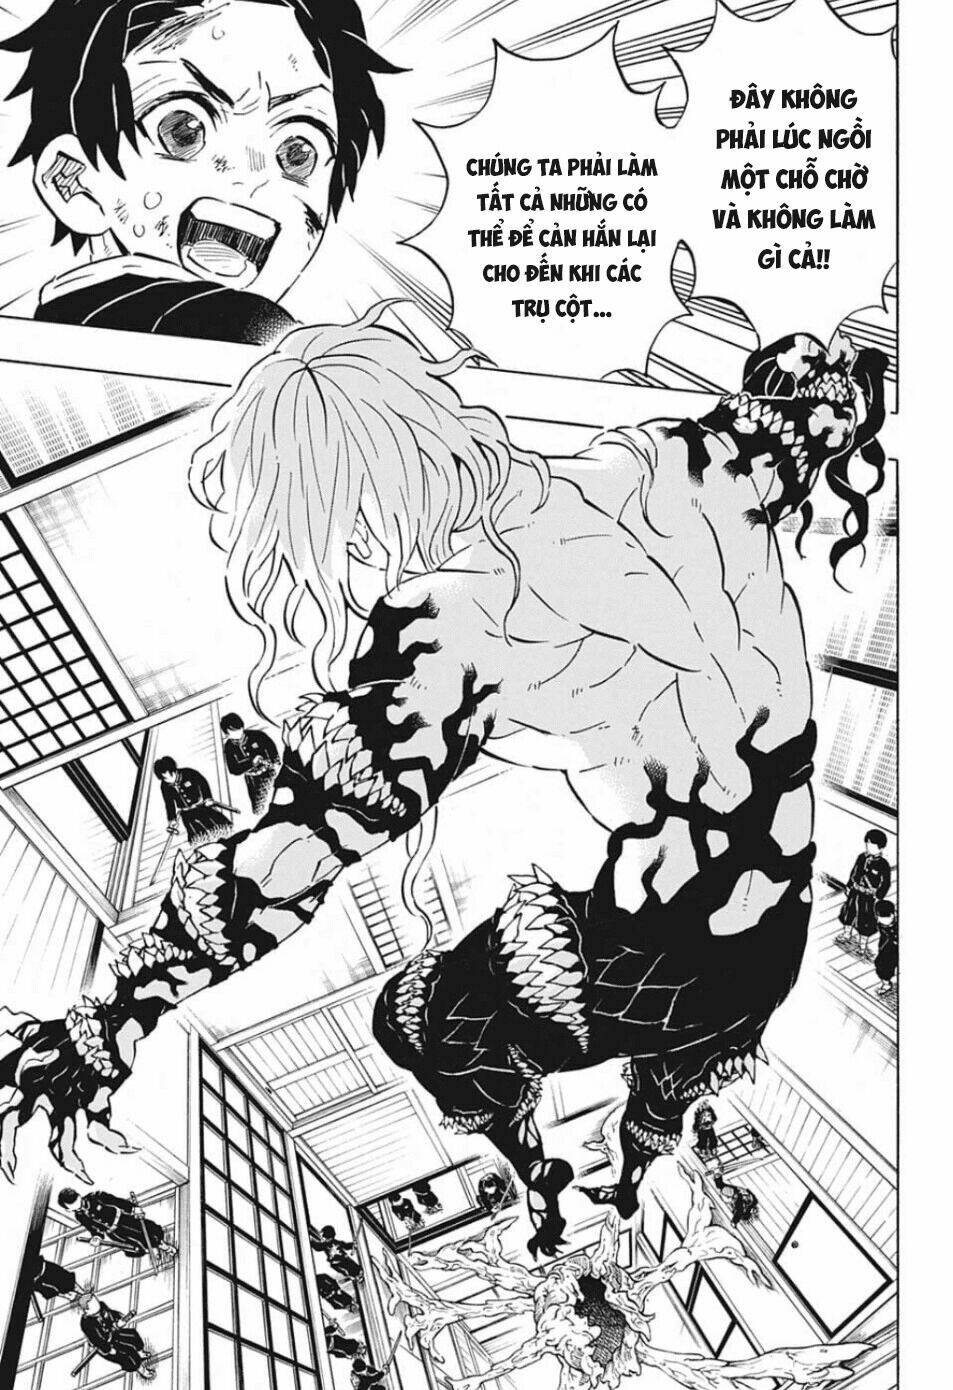 ĐÂY KHÔNG
PHẢI LÚC NGỒI
MỘT CHỖ CHỜ
VÀ KHÔNG LÀM
GÌ CẢ!!
CHÚNG TA PHẢI LÀM
TẤT CẢ NHỮNG CÓ
THỂ ĐỂ CẢN HẮN LẠI
CHO ĐẾN KHI CÁC
TRỤ CỘT...